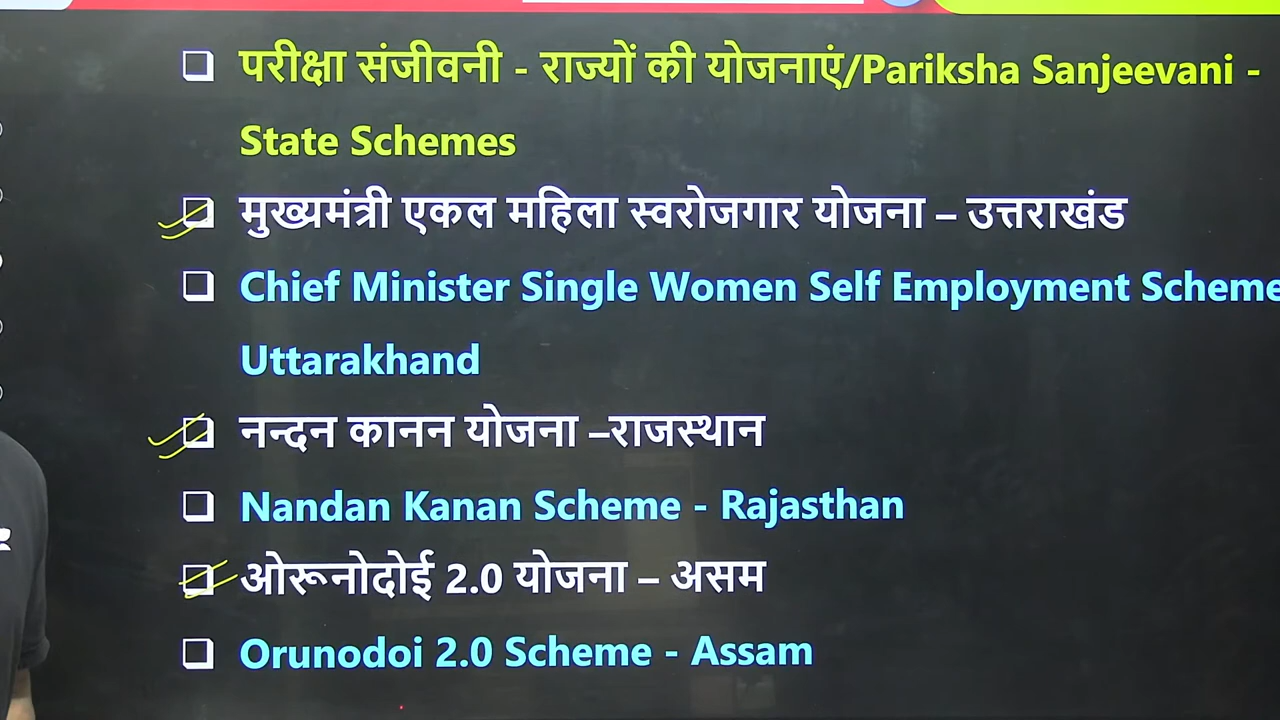 परीक्षा संजीवनी - राज्यों की योजनाएं/Pariksha Sanjeevani -
State Schemes
मुख्यमंत्री एकल महिला स्वरोजगार योजना – उत्तराखंड
Chief Minister Single Women Self Employment Scheme
Uttarakhand
नन्दन कानन योजना –राजस्थान
Nandan Kanan Scheme - Rajasthan
ओरूनोदोई 2.0 योजना – असम
Orunodoi 2.0 Scheme - Assam